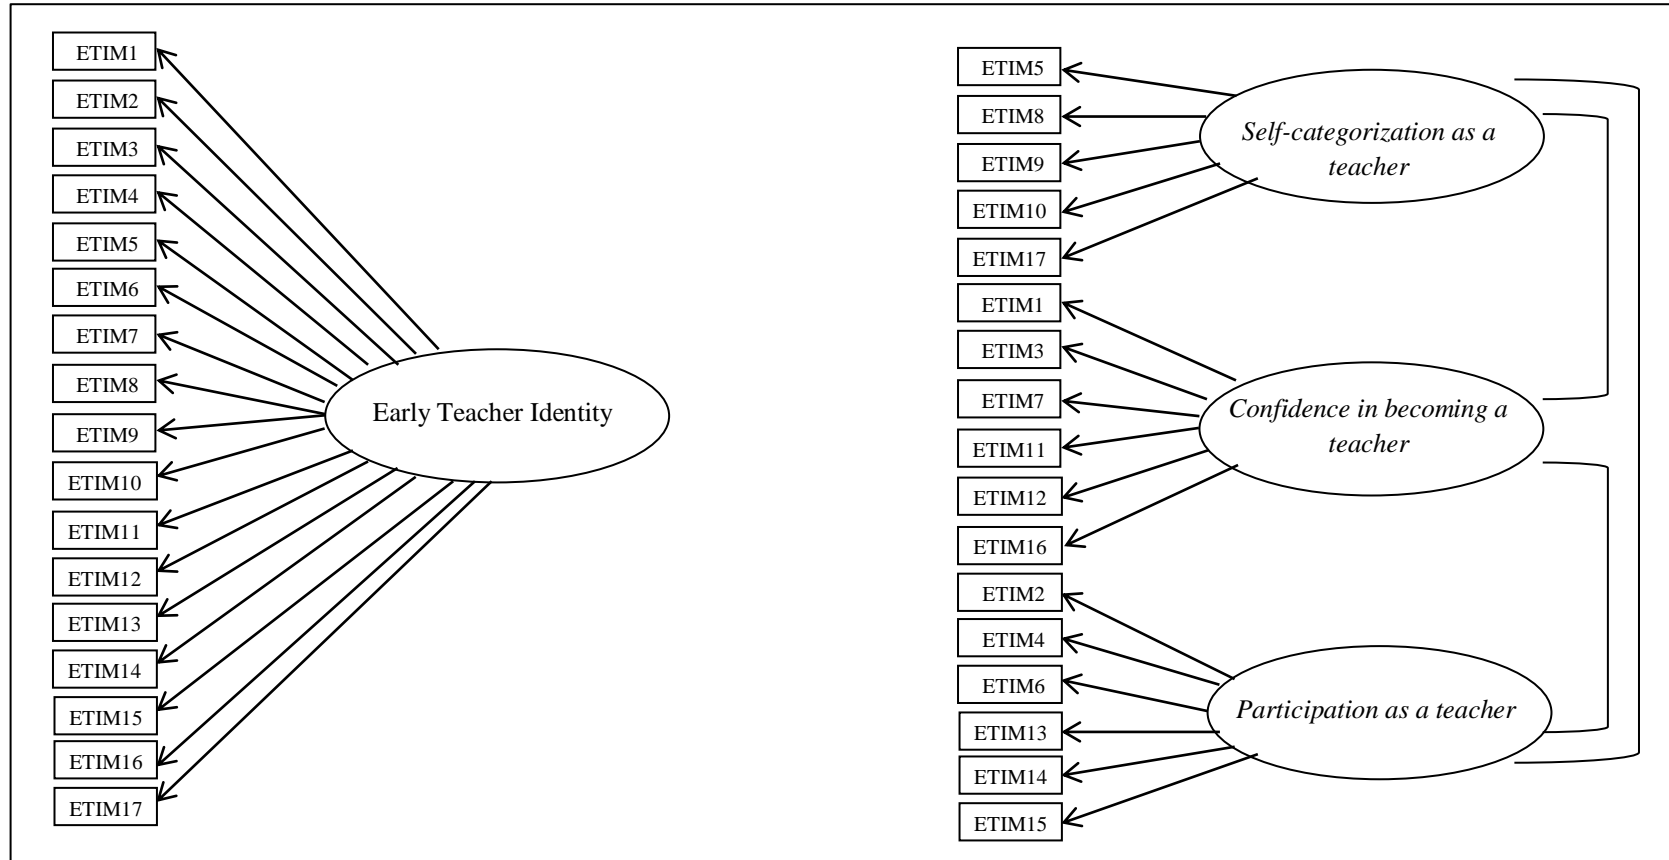 ETIM1
ETIM2
ETIM3
ETIM4
ETIM5
ETIM6
ETIM7
ETIM8
ETIM9
ETIM10
ETIM11
ETIM12
ETIM13
ETIM14
ETIM15
ETIM16
ETIM17
Early Teacher Identity
ETIM5
ETIM8
ETIM9
ETIM10
ETIM17
ETIM1
ETIM3
ETIM7
ETIM11
ETIM12
ETIM16
ETIM2
ETIM4
ETIM6
ETIM13
ETIM14
ETIM15
Self-categorization as a
teacher
Confidence in becoming a
teacher
Participation as a teacher